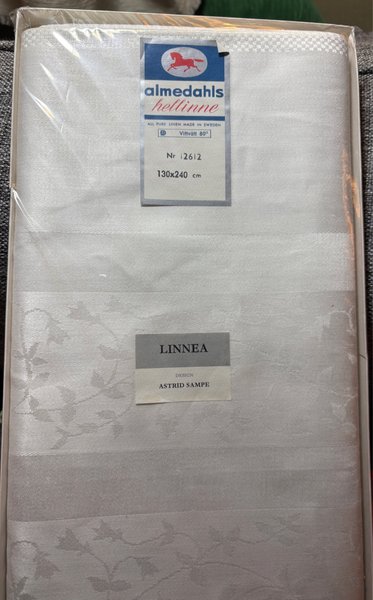 almedahls
hellinne
ALL PURE LINEN MADE IN SWEDEN
Vittvätt 80°
Nr 12612
130x240 cm
LINNEA
DESIGN
ASTRID SAMPE